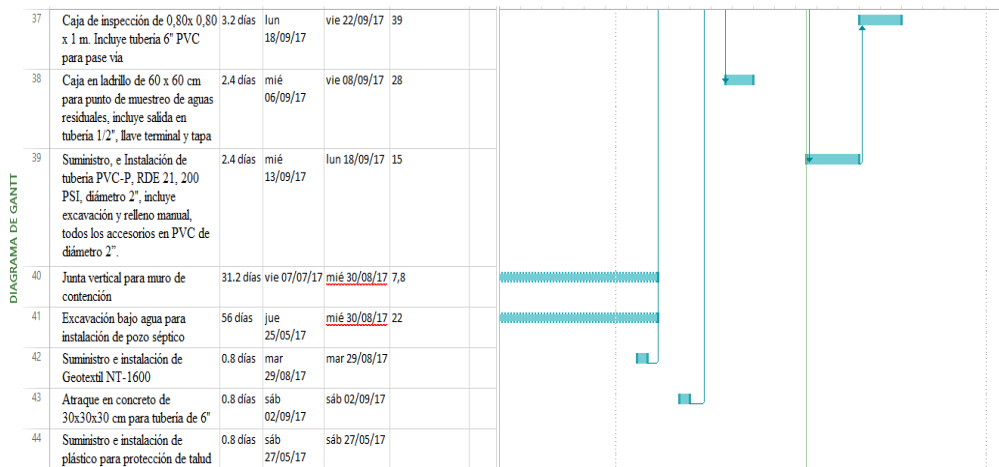 DIAGRAMA DE GANTT
37 Caja de inspección de 0,80x 0,80 3.2 días lun vie 22/09/17 39
x 1 m. Incluye tuberia 6" PVC 18/09/17
para pase vía
38 Caja en ladrillo de 60 x 60 cm 2.4 días mié vie 08/09/17 28
para punto de muestreo de aguas 06/09/17
residuales, incluye salida en
tuberia 1/2", llave terminal y tapa
39 Suministro, e Instalación de 2.4 días mié lun 18/09/17 15
tuberia PVC-P, RDE 21, 200 13/09/17
PSI, diámetro 2", incluye
excavación y relleno manual,
todos los accesorios en PVC de
diámetro 2".
40 Junta vertical para muro de 31.2 días vie 07/07/17 mié 30/08/17 7,8
contención
41 Excavación bajo agua para 56 días jue mié 30/08/17 22
instalación de pozo séptico 25/05/17
42 Suministro e instalación de 0.8 días mar mar 29/08/17
Geotextil NT-1600 29/08/17
43 Atraque en concreto de 0.8 días sáb sáb 02/09/17
30x30x30 cm para tuberia de 6" 02/09/17
44 Suministro e instalación de 0.8 días sáb sáb 27/05/17
plástico para protección de talud 27/05/17